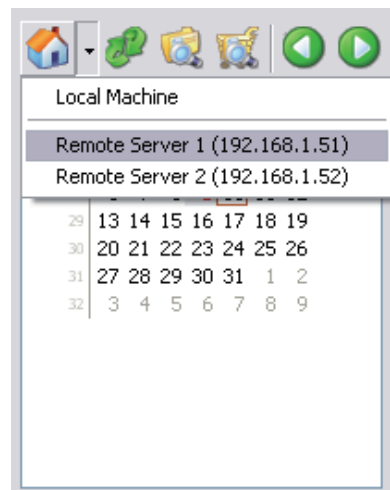 Local Machine
Remote Server 1 (192.168.1.51)
Remote Server 2 (192.168.1.52)
29 13 14 15 16 17 18 19
30 20 21 22 23 24 25 26
31 27 28 29 30 31 1 2
32 3 4 5 6 7 8 9